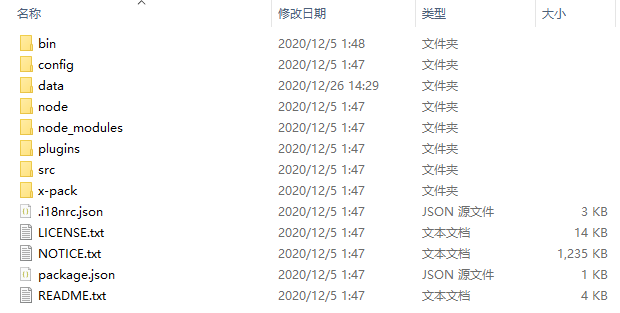 名称 修改日期 类型 大小
bin 2020/12/5 1:48 文件夹
config 2020/12/5 1:47 文件夹
data 2020/12/26 14:29 文件夹
node 2020/12/5 1:47 文件夹
node_modules 2020/12/5 1:47 文件夹
plugins 2020/12/5 1:47 文件夹
src 2020/12/5 1:47 文件夹
x-pack 2020/12/5 1:47 文件夹
.i18nrc.json 2020/12/5 1:47 JSON 源文件 3 KB
LICENSE.txt 2020/12/5 1:47 文本文档 14 KB
NOTICE.txt 2020/12/5 1:47 文本文档 1,235 KB
package.json 2020/12/5 1:47 JSON 源文件 1 KB
README.txt 2020/12/5 1:47 文本文档 4 KB